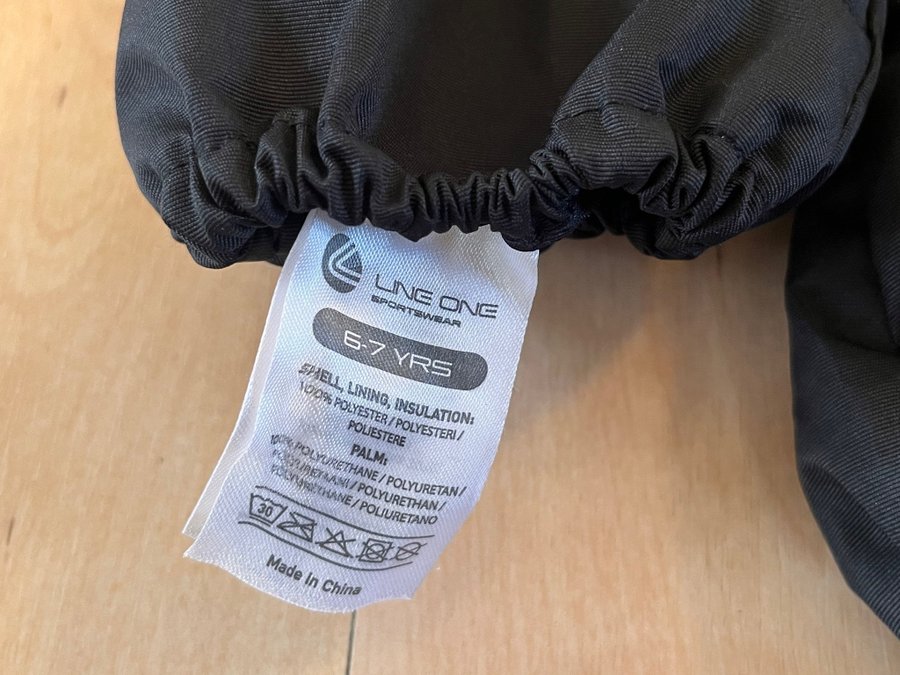 LINE ONE
SPORTSWEAR
6-7 YRS
SHELL, LINING, INSULATION:
100% POLYESTER / POLYESTERI /
POLIESTERE
PALM:
100% POLYURETHANE / POLYURETAN /
POLYURETAANI / POLYURETHAN /
POLYURETHANE / POLIURETANO
30
Made in China